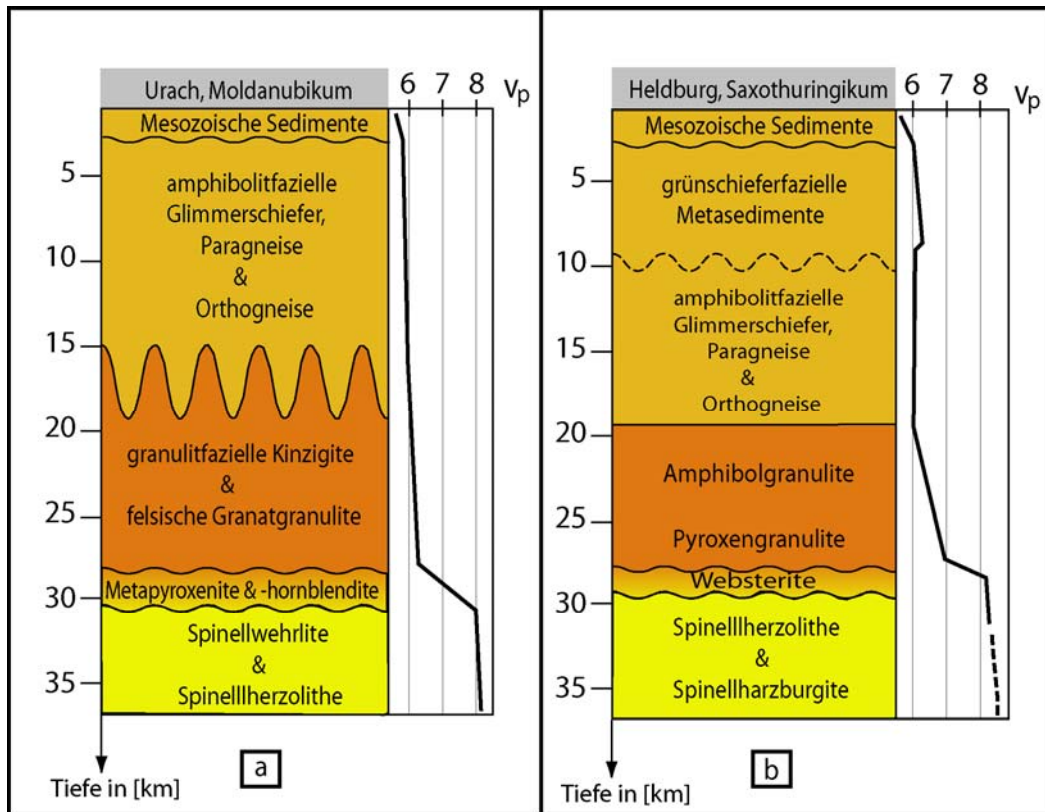 Urach, Moldanubikum
6 7 8 Vp
Mesozoische Sedimente
5
amphibolitfazielle
Glimmerschiefer,
Paragneise
&
Orthogneise
10
15
20
granulitfazielle Kinzigite
&
felsische Granatgranulite
25
Metapyroxenite & -hornblendite
30
Spinellwehrlite
&
Spinelllherzolithe
35
Tiefe in [km]
a
Heldburg, Saxothuringikum
6 7 8 Vp
Mesozoische Sedimente
5
grünschieferfazielle
Metasedimente
10
amphibolitfazielle
Glimmerschiefer,
Paragneise
&
Orthogneise
15
20
Amphibolgranulite
25
Pyroxengranulite
Websterite
30
Spinelllherzolithe
&
Spinellharzburgite
35
Tiefe in [km]
b